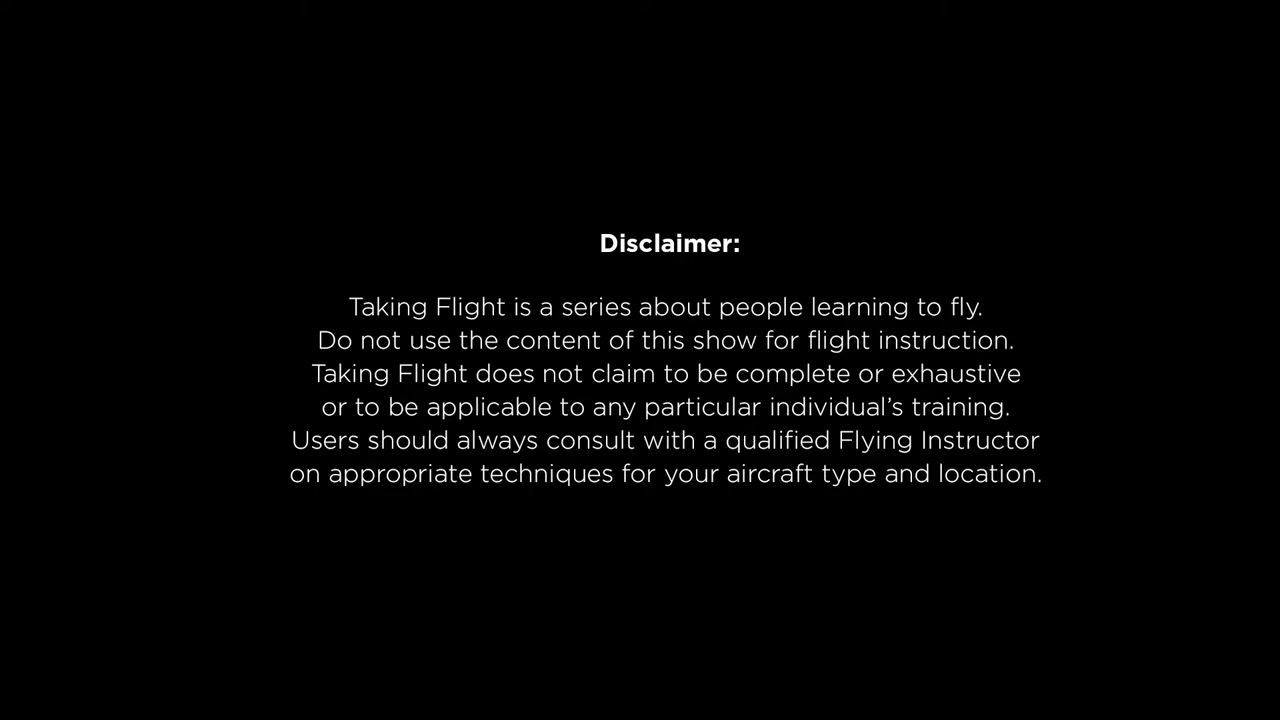 Disclaimer:
Taking Flight is a series about people learning to fly.
Do not use the content of this show for flight instruction.
Taking Flight does not claim to be complete or exhaustive
or to be applicable to any particular individual’s training.
Users should always consult with a qualified Flying Instructor
on appropriate techniques for your aircraft type and location.